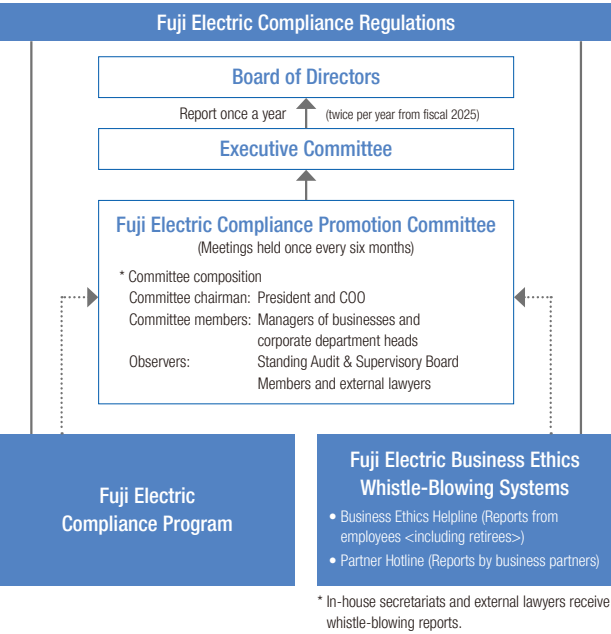 Fuji Electric Compliance Regulations
Board of Directors
Report once a year (twice per year from fiscal 2025)
Executive Committee
Fuji Electric Compliance Promotion Committee
(Meetings held once every six months)
* Committee composition
Committee chairman: President and COO
Committee members: Managers of businesses and
corporate department heads
Observers: Standing Audit & Supervisory Board
Members and external lawyers
Fuji Electric
Compliance Program
Fuji Electric Business Ethics
Whistle-Blowing Systems
• Business Ethics Helpline (Reports from
employees <including retirees>)
• Partner Hotline (Reports by business partners)
* In-house secretariats and external lawyers receive
whistle-blowing reports.